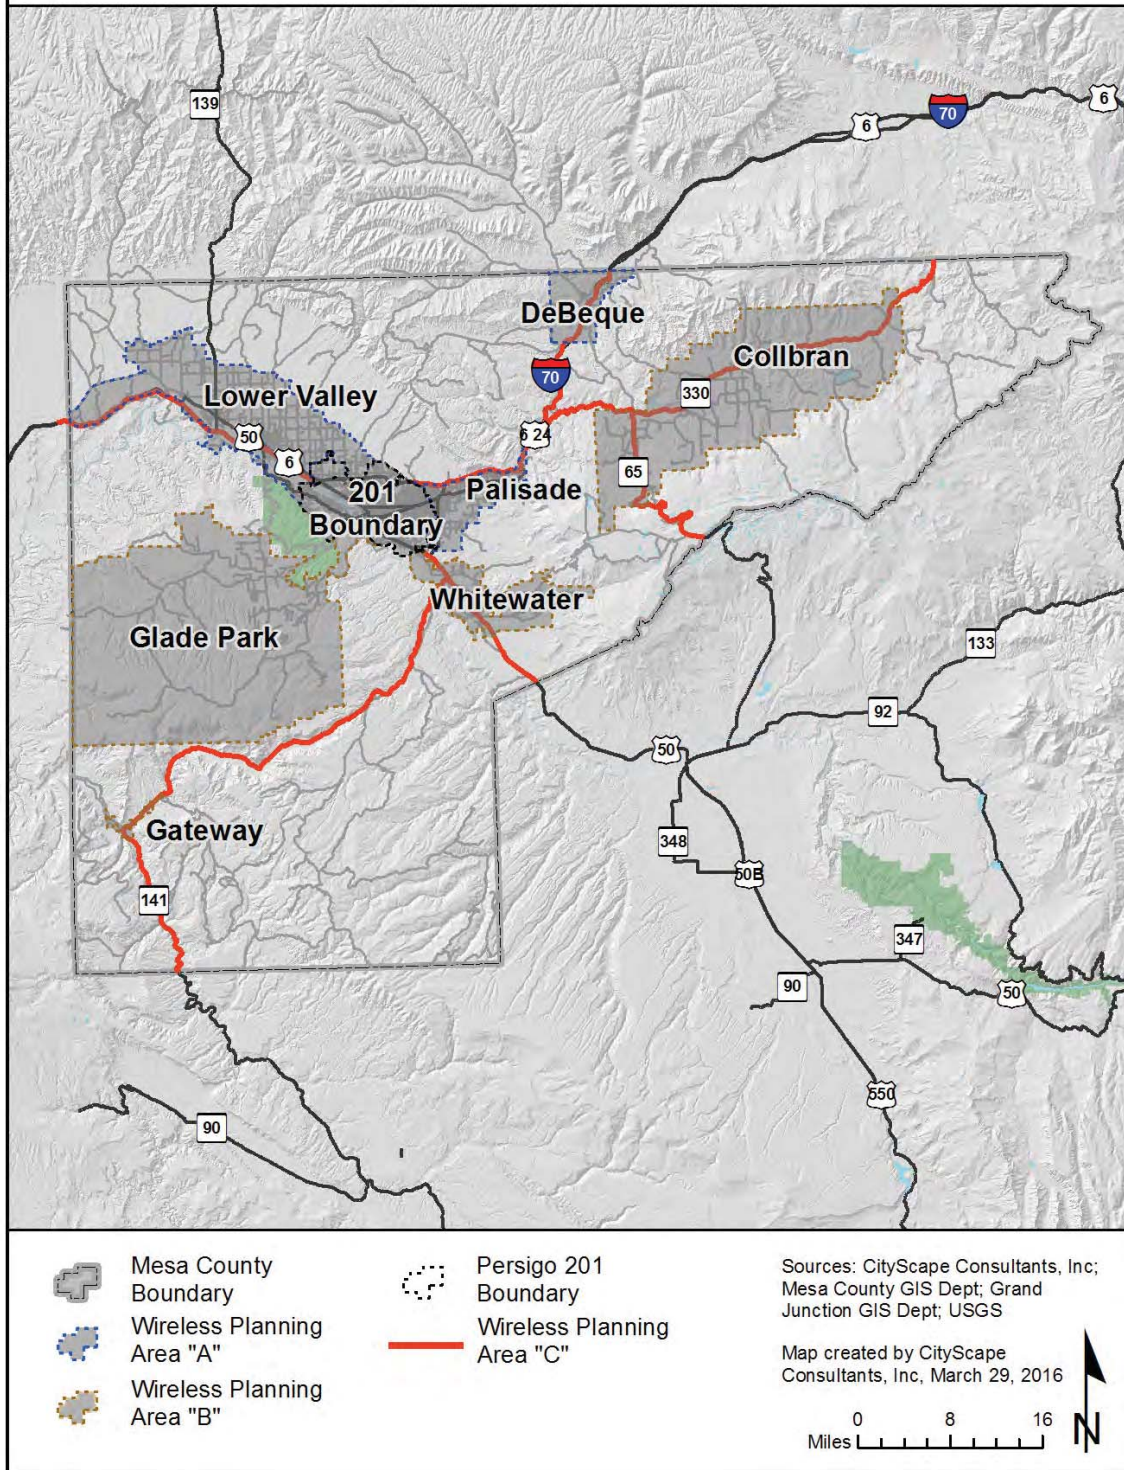 139
6
70
6
DeBeque
Collbran
70
330
Lower Valley
50
6 24
6
65
Palisade
201
Boundary
Whitewater
Glade Park
133
92
50
Gateway
348
50B
141
347
90
50
550
90
Mesa County
Boundary
Wireless Planning
Area "A"
Wireless Planning
Area "B"
Persigo 201
Boundary
Wireless Planning
Area "C"
Sources: CityScape Consultants, Inc;
Mesa County GIS Dept; Grand
Junction GIS Dept; USGS
Map created by CityScape
Consultants, Inc, March 29, 2016
0 8 16
Miles
N